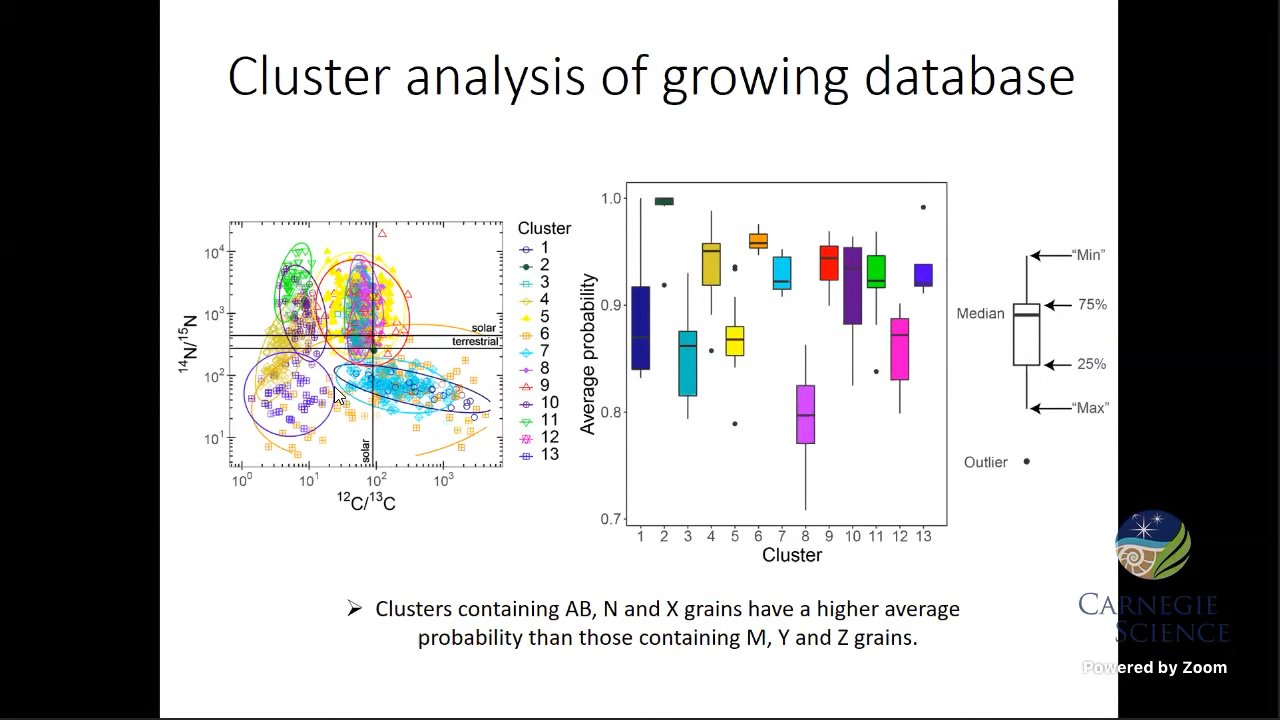 Cluster analysis of growing database
Cluster
1
2
3
4
5
6
7
8
9
10
11
12
13
10⁴
10³
10²
10¹
¹⁴N/¹⁵N
solar
terrestrial
solar
10⁰ 10¹ 10² 10³
¹²C/¹³C
1.0
0.9
0.8
0.7
Average probability
1 2 3 4 5 6 7 8 9 10 11 12 13
Cluster
“Min”
75%
Median
25%
“Max”
Outlier
➢ Clusters containing AB, N and X grains have a higher average
probability than those containing M, Y and Z grains.
CARNEGIE
SCIENCE
Powered by Zoom